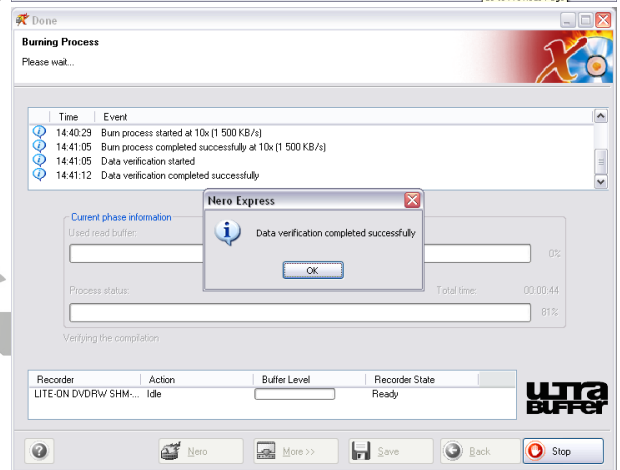 Done
Burning Process
Please wait...
Time Event
14:40:29 Burn process started at 10x (1 500 KB/s)
14:41:05 Burn process completed successfully at 10x (1 500 KB/s)
14:41:05 Data verification started
14:41:12 Data verification completed successfully
Nero Express
Data verification completed successfully
OK
Current phase information
Used read buffer:
0%
Process status:
Total time: 00:00:44
81%
Verifying the compilation
Recorder Action Buffer Level Recorder State
LITE-ON DVDRW SHM-... Idle Ready
ULTRA
BUFFER
Nero More >> Save Back Stop